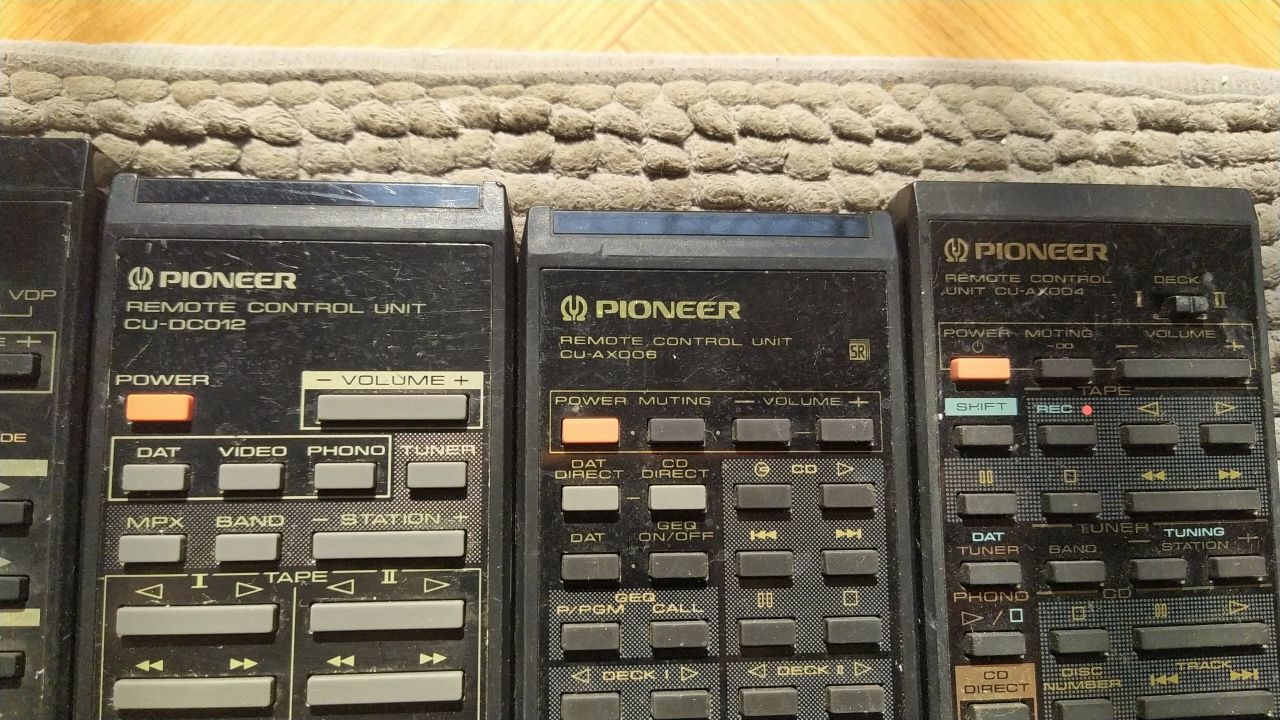 VDP
+
DE
PIONEER
REMOTE CONTROL UNIT
CU-DC012
POWER
− VOLUME +
DAT VIDEO PHONO TUNER
MPX BAND − STATION +
I TAPE II
PIONEER
REMOTE CONTROL UNIT
CU-AX006
SR
POWER MUTING − VOLUME +
DAT DIRECT
CD DIRECT
CD
DAT
GEQ ON/OFF
GEQ
P/PGM CALL
DECK I
DECK II
PIONEER
REMOTE CONTROL
UNIT CU-AX004
DECK
I II
POWER MUTING VOLUME
−∞ − +
TAPE
SHIFT REC
TUNER
DAT TUNING
TUNER BAND − STATION +
PHONO CD
CD DIRECT
DISC NUMBER
TRACK